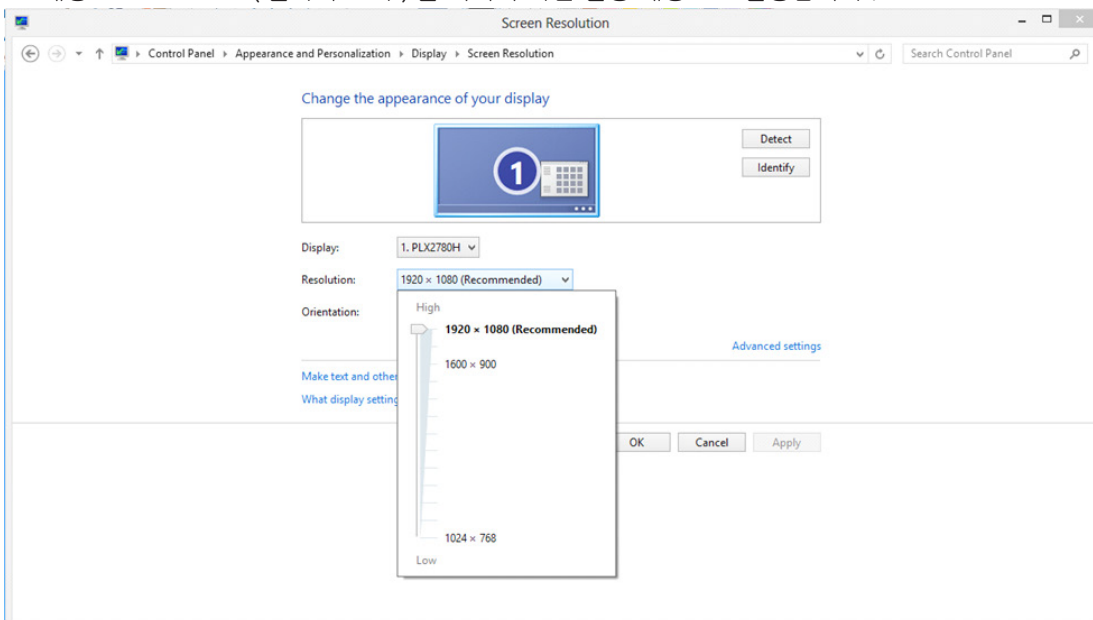 Screen Resolution
Control Panel Appearance and Personalization Display Screen Resolution
Search Control Panel
Change the appearance of your display
1
Detect
Identify
Display: 1. PLX2780H
Resolution: 1920 × 1080 (Recommended)
Orientation:
High
1920 × 1080 (Recommended)
1600 × 900
1024 × 768
Low
Advanced settings
Make text and other
What display setting
OK Cancel Apply